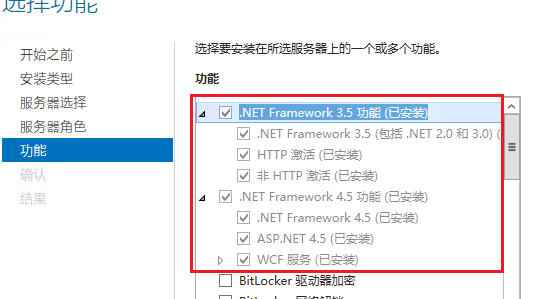 选择功能
开始之前
安装类型
服务器选择
服务器角色
功能
确认
结果
选择要安装在所选服务器上的一个或多个功能。
功能
.NET Framework 3.5 功能 (已安装)
.NET Framework 3.5 (包括 .NET 2.0 和 3.0) (
HTTP 激活 (已安装)
非 HTTP 激活 (已安装)
.NET Framework 4.5 功能 (已安装)
.NET Framework 4.5 (已安装)
ASP.NET 4.5 (已安装)
WCF 服务 (已安装)
BitLocker 驱动器加密
BitLocker 网络解锁